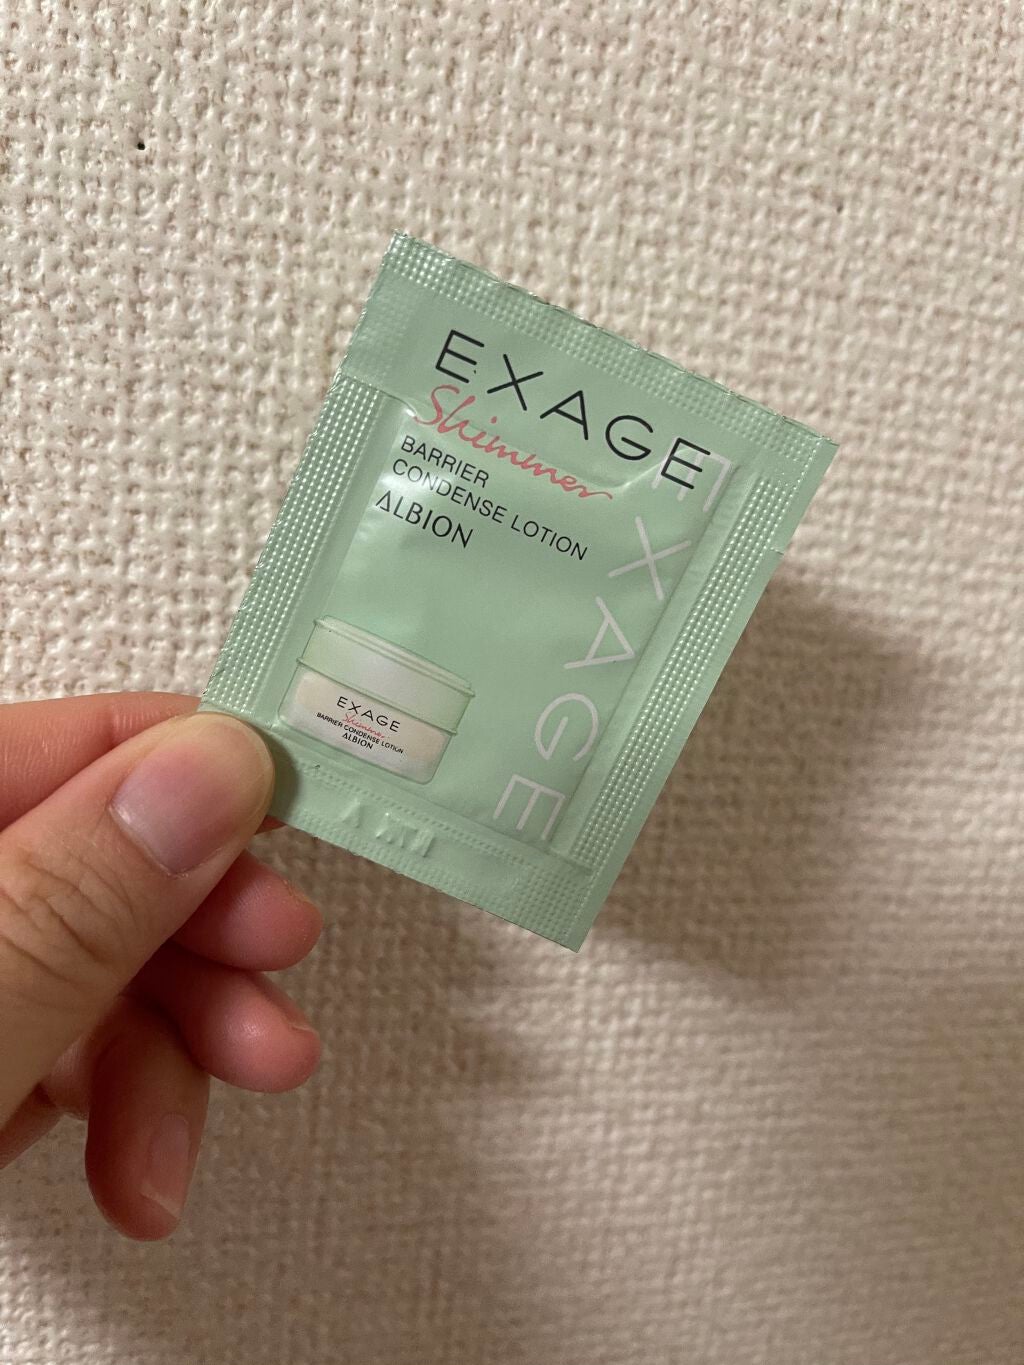 EXAGE
Shimmer
BARRIER
CONDENSE LOTION
ALBION
EXAGE
EXAGE
Shimmer
BARRIER CONDENSE LOTION
ALBION